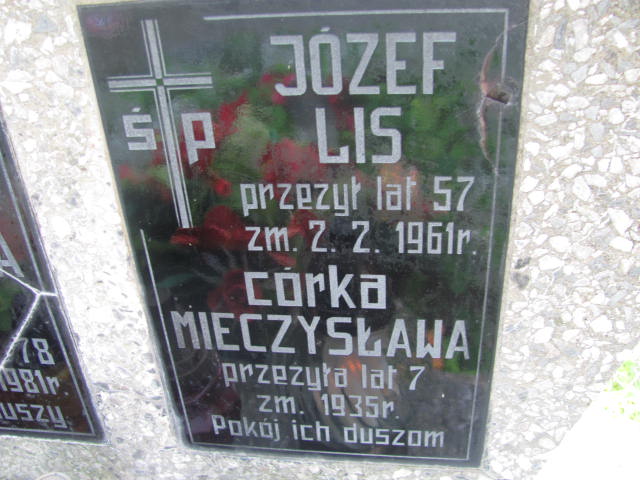 JÓZEF
ś p
LIS
przeżył lat 57
zm. 2. 2. 1961r.
córka
MIECZYSŁAWA
przeżyła lat 7
zm. 1935r.
Pokój ich duszom
A
78
1981r.
duszy.